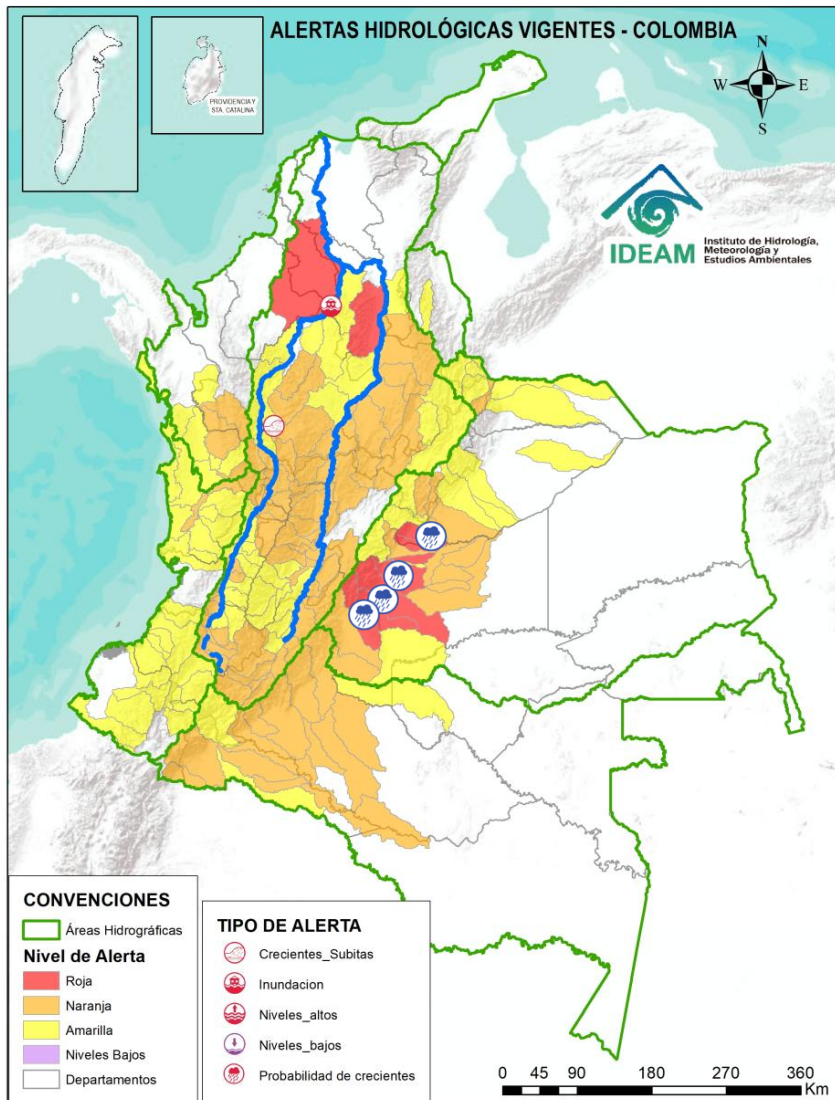 ALERTAS HIDROLÓGICAS VIGENTES - COLOMBIA
PROVIDENCIA Y
STA. CATALINA
N
W
E
S
IDEAM
Instituto de Hidrología,
Meteorología y
Estudios Ambientales
CONVENCIONES
Áreas Hidrográficas
Nivel de Alerta
Roja
Naranja
Amarilla
Niveles Bajos
Departamentos
TIPO DE ALERTA
Crecientes_Subitas
Inundacion
Niveles_altos
Niveles_bajos
Probabilidad de crecientes
0 45 90 180 270 360
Km